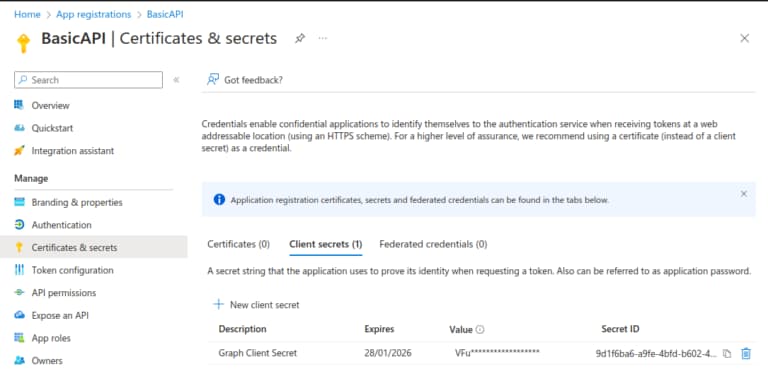 Home > App registrations > BasicAPI
BasicAPI | Certificates & secrets
Search
Got feedback?
Overview
Quickstart
Integration assistant
Manage
Branding & properties
Authentication
Certificates & secrets
Token configuration
API permissions
Expose an API
App roles
Owners
Credentials enable confidential applications to identify themselves to the authentication service when receiving tokens at a web
addressable location (using an HTTPS scheme). For a higher level of assurance, we recommend using a certificate (instead of a client
secret) as a credential.
Application registration certificates, secrets and federated credentials can be found in the tabs below.
Certificates (0) Client secrets (1) Federated credentials (0)
A secret string that the application uses to prove its identity when requesting a token. Also can be referred to as application password.
New client secret
Description Expires Value Secret ID
Graph Client Secret 28/01/2026 VFu****************** 9d1f6ba6-a9fe-4bfd-b602-4...